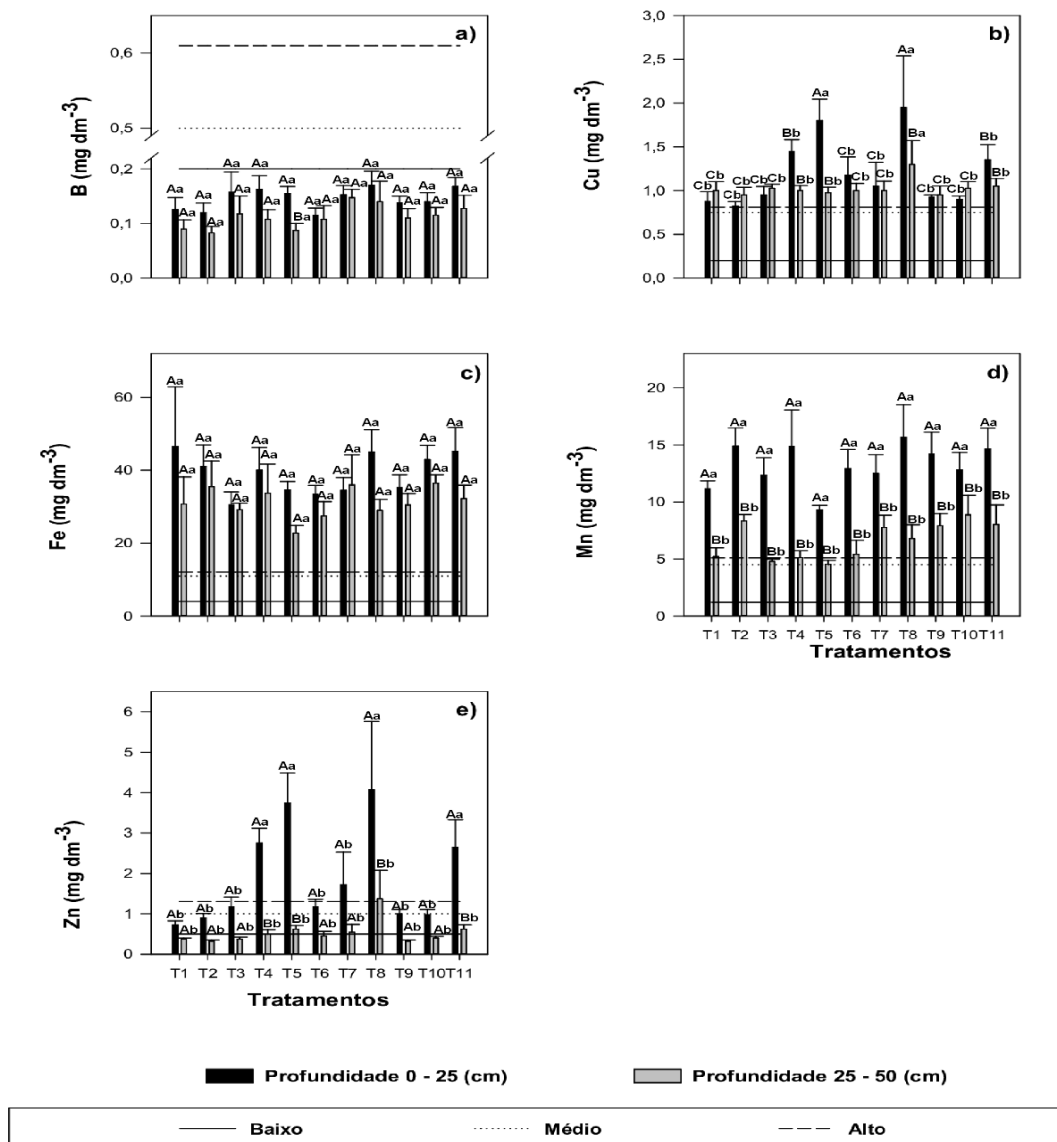 a)
B (mg dm-3)
0,6
0,5
0,2
0,1
0,0
Aa Aa Aa Aa Aa Aa Aa Aa Aa Aa Aa
Aa Aa Aa Aa Ba Aa Aa Aa Aa Aa Aa
b)
Cu (mg dm-3)
3,0
2,5
2,0
1,5
1,0
0,5
0,0
Cb Cb Cb Bb Aa Cb Cb Aa Cb Cb Bb
Cb Cb Cb Bb Cb Cb Cb Ba Cb Cb Bb
c)
Fe (mg dm-3)
60
40
20
0
Aa Aa Aa Aa Aa Aa Aa Aa Aa Aa Aa
Aa Aa Aa Aa Aa Aa Aa Aa Aa Aa Aa
d)
Mn (mg dm-3)
20
15
10
5
0
Aa Aa Aa Aa Aa Aa Aa Aa Aa Aa Aa
Bb Bb Bb Bb Bb Bb Bb Bb Bb Bb Bb
T1 T2 T3 T4 T5 T6 T7 T8 T9 T10 T11
Tratamentos
e)
Zn (mg dm-3)
6
5
4
3
2
1
0
Ab Ab Ab Aa Aa Ab Ab Aa Ab Ab Aa
Ab Ab Ab Bb Bb Ab Ab Bb Ab Ab Bb
T1 T2 T3 T4 T5 T6 T7 T8 T9 T10 T11
Tratamentos
Profundidade 0 - 25 (cm)
Profundidade 25 - 50 (cm)
Baixo Médio Alto